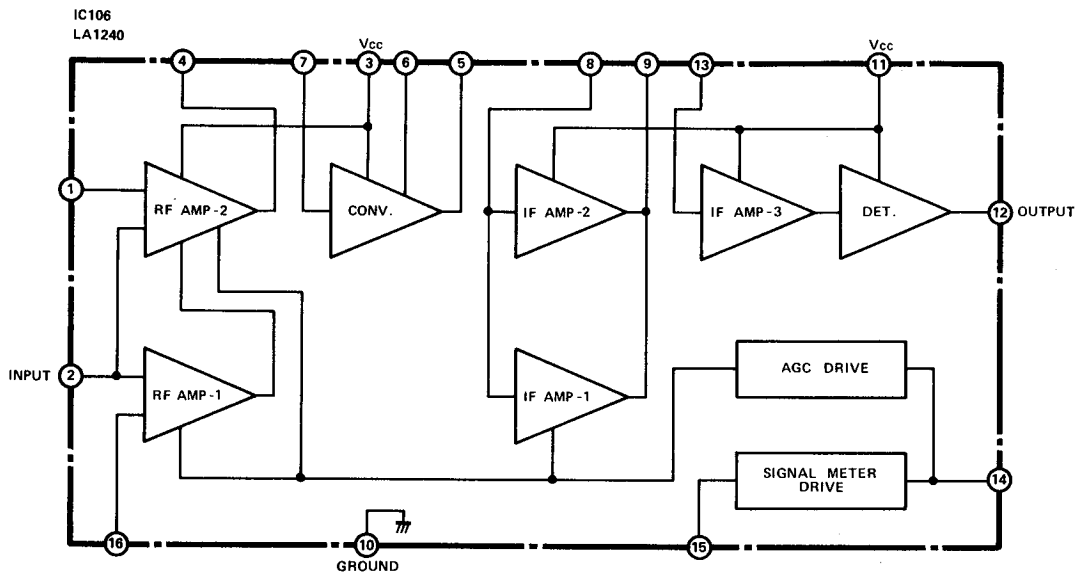 IC106
LA1240
Vcc
Vcc
4
7
3
6
5
8
9
13
11
1
RF AMP-2
CONV.
IF AMP-2
IF AMP-3
DET.
12 OUTPUT
INPUT 2
RF AMP-1
IF AMP-1
AGC DRIVE
SIGNAL METER
DRIVE
14
16
10
15
GROUND